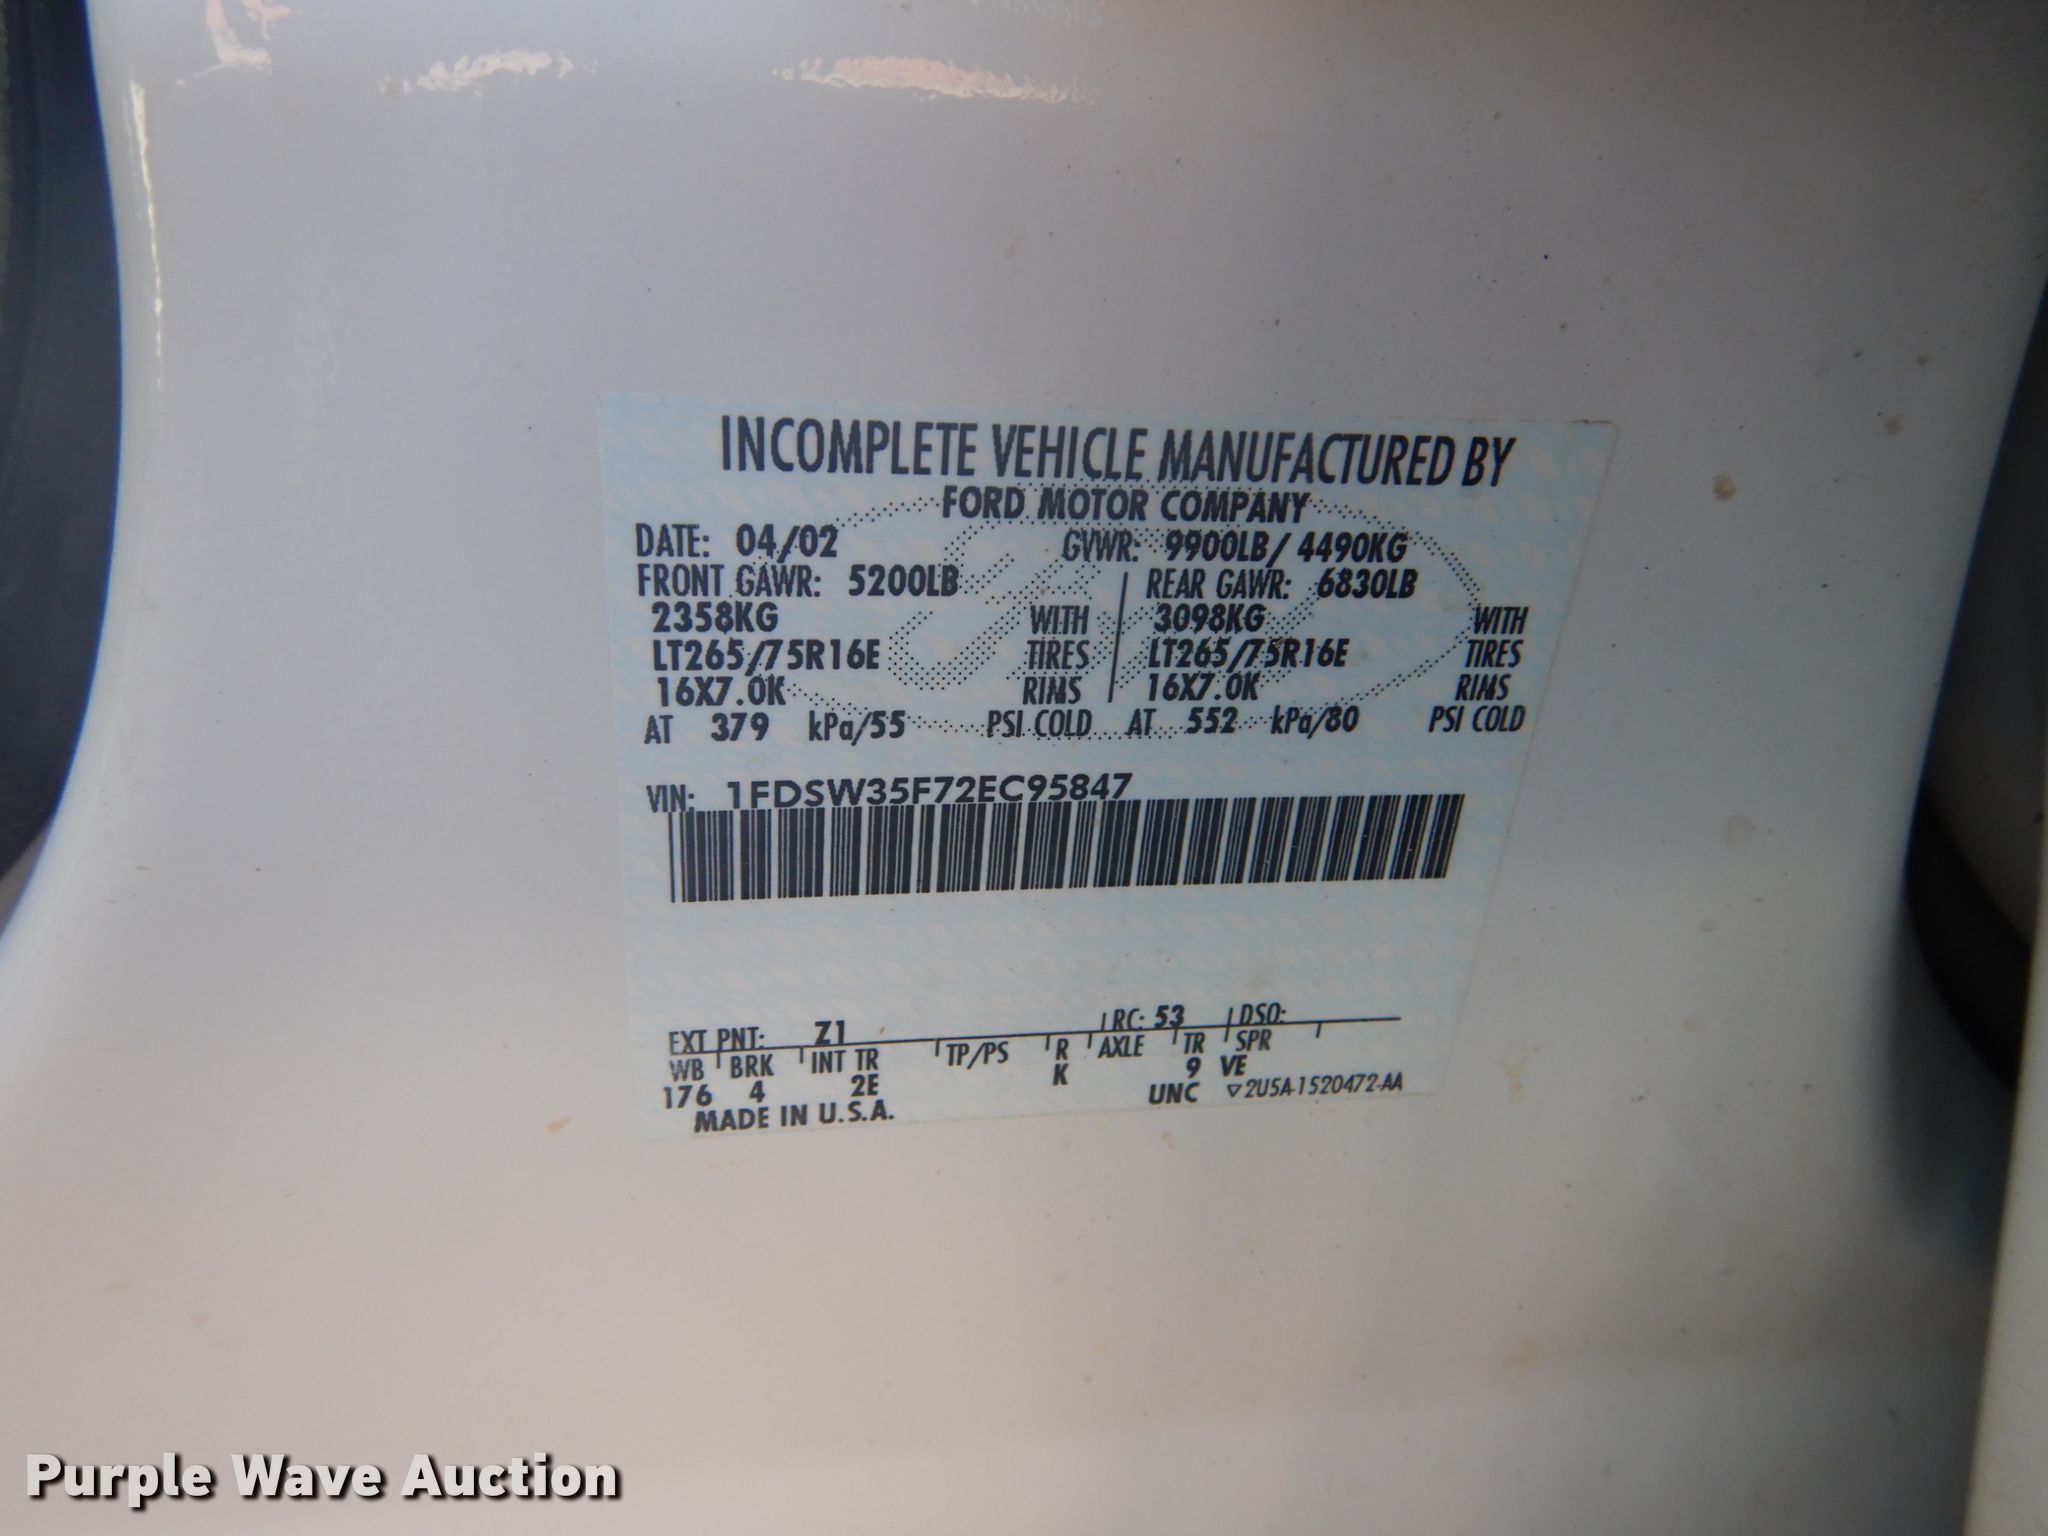 INCOMPLETE VEHICLE MANUFACTURED BY
FORD MOTOR COMPANY
DATE: 04/02 GVWR: 9900LB/ 4490KG
FRONT GAWR: 5200LB REAR GAWR: 6830LB
2358KG WITH 3098KG WITH
LT265/75R16E TIRES LT265/75R16E TIRES
16X7.0K RIMS 16X7.0K RIMS
AT 379 kPa/55 PSI COLD AT 552 kPa/80 PSI COLD
VIN: 1FDSW35F72EC95847
EXT PNT: Z1 RC: 53 DSO:
WB BRK INT TR TP/PS R AXLE TR SPR
176 4 2E K 9 VE
MADE IN U.S.A. UNC ▽2U5A-1520472-AA
Purple Wave Auction